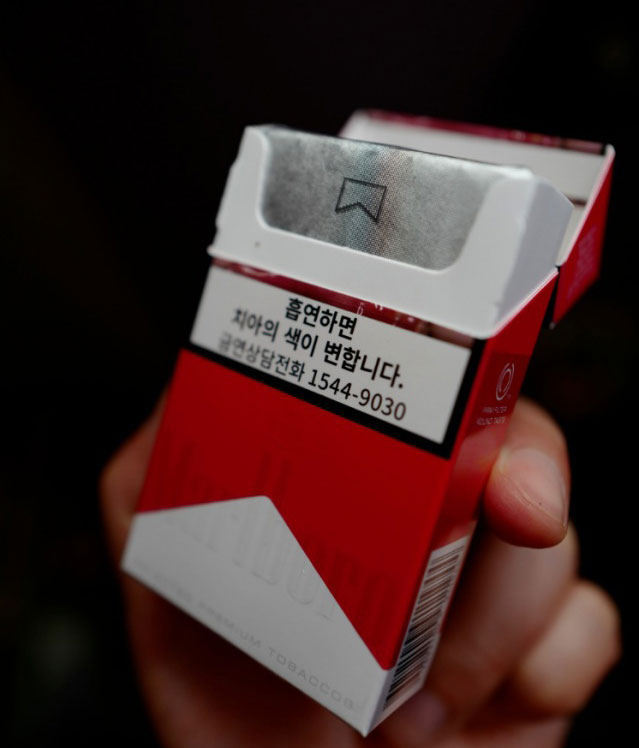 흡연하면
치아의 색이 변합니다.
금연상담전화 1544-9030
Marlboro
PREMIUM TOBACCOS